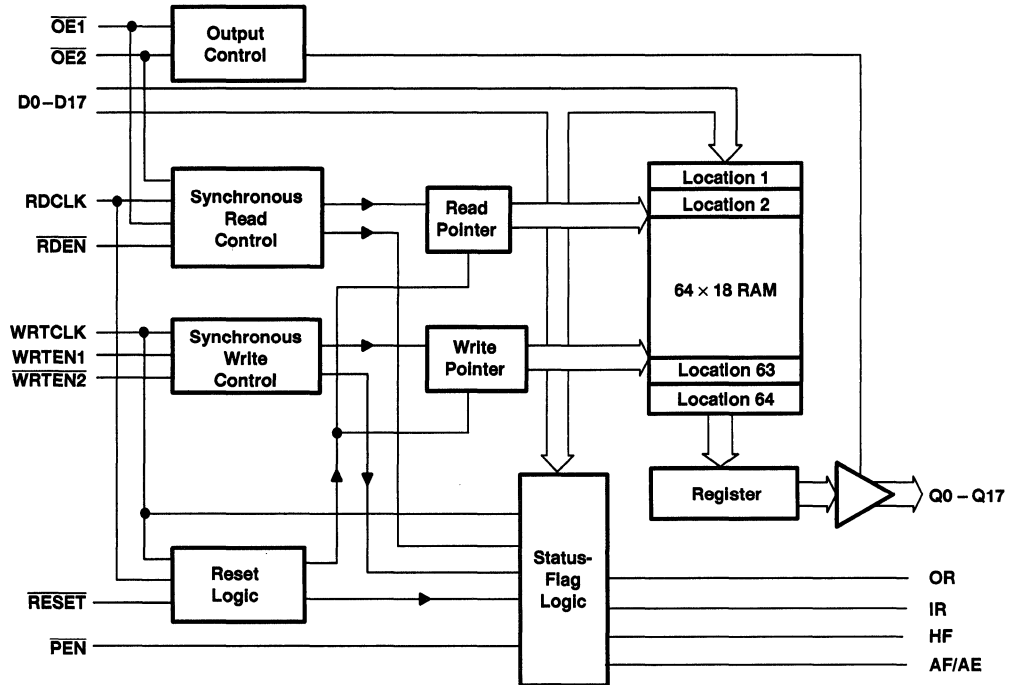 OE1
OE2
D0–D17
RDCLK
RDEN
WRTCLK
WRTEN1
WRTEN2
RESET
PEN
Output
Control
Synchronous
Read
Control
Synchronous
Write
Control
Reset
Logic
Read
Pointer
Write
Pointer
Location 1
Location 2
64 × 18 RAM
Location 63
Location 64
Register
Status-
Flag
Logic
Q0 – Q17
OR
IR
HF
AF/AE